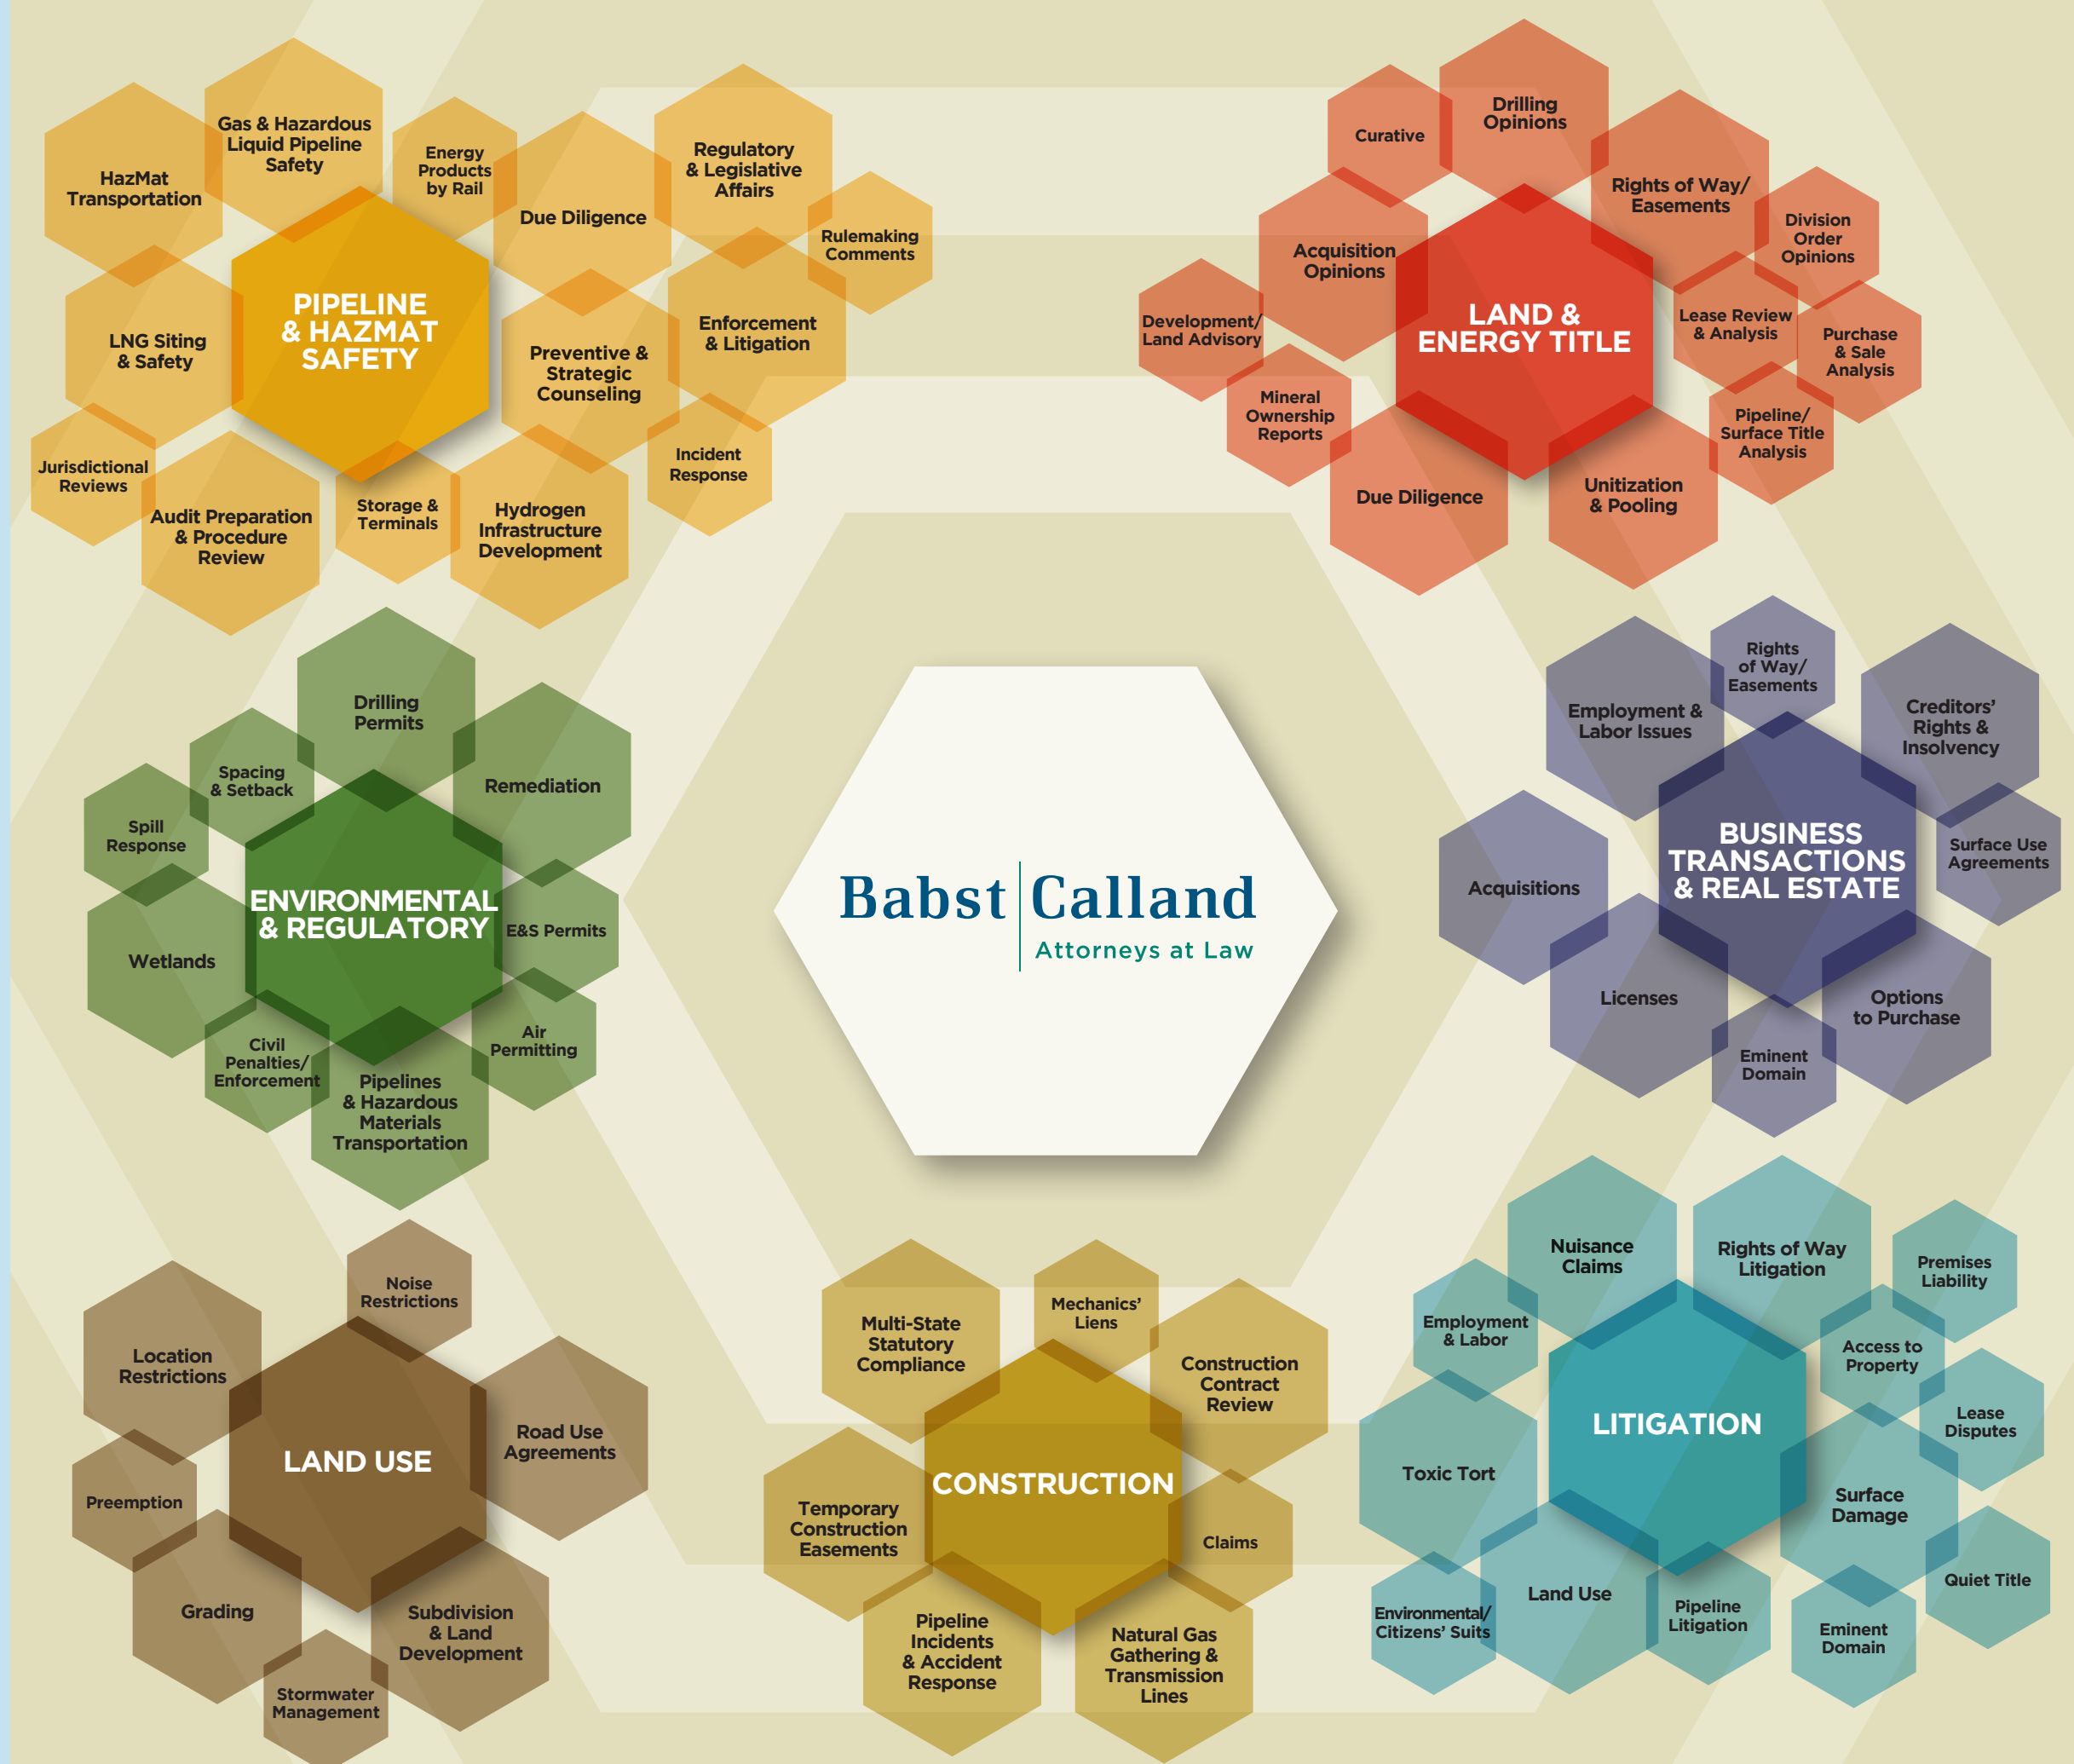 HazMat
Transportation
Gas & Hazardous
Liquid Pipeline
Safety
Energy
Products
by Rail
Due Diligence
Regulatory
& Legislative
Affairs
Rulemaking
Comments
PIPELINE
& HAZMAT
SAFETY
LNG Siting
& Safety
Preventive &
Strategic
Counseling
Enforcement
& Litigation
Jurisdictional
Reviews
Audit Preparation
& Procedure
Review
Storage &
Terminals
Hydrogen
Infrastructure
Development
Incident
Response
Curative
Drilling
Opinions
Rights of Way/
Easements
Division
Order
Opinions
Acquisition
Opinions
LAND &
ENERGY TITLE
Development/
Land Advisory
Lease Review
& Analysis
Purchase
& Sale
Analysis
Mineral
Ownership
Reports
Pipeline/
Surface Title
Analysis
Due Diligence
Unitization
& Pooling
Drilling
Permits
Spacing
& Setback
Remediation
Spill
Response
ENVIRONMENTAL
& REGULATORY
E&S Permits
Wetlands
Air
Permitting
Civil
Penalties/
Enforcement
Pipelines
& Hazardous
Materials
Transportation
Babst Calland
Attorneys at Law
Employment &
Labor Issues
Rights
of Way/
Easements
Creditors’
Rights &
Insolvency
BUSINESS
TRANSACTIONS
& REAL ESTATE
Surface Use
Agreements
Acquisitions
Licenses
Options
to Purchase
Eminent
Domain
Noise
Restrictions
Location
Restrictions
Road Use
Agreements
LAND USE
Preemption
Grading
Subdivision
& Land
Development
Stormwater
Management
Multi-State
Statutory
Compliance
Mechanics’
Liens
Construction
Contract
Review
CONSTRUCTION
Temporary
Construction
Easements
Claims
Pipeline
Incidents
& Accident
Response
Natural Gas
Gathering &
Transmission
Lines
Nuisance
Claims
Rights of Way
Litigation
Premises
Liability
Employment
& Labor
Access to
Property
LITIGATION
Lease
Disputes
Toxic Tort
Surface
Damage
Environmental/
Citizens’ Suits
Land Use
Pipeline
Litigation
Eminent
Domain
Quiet Title